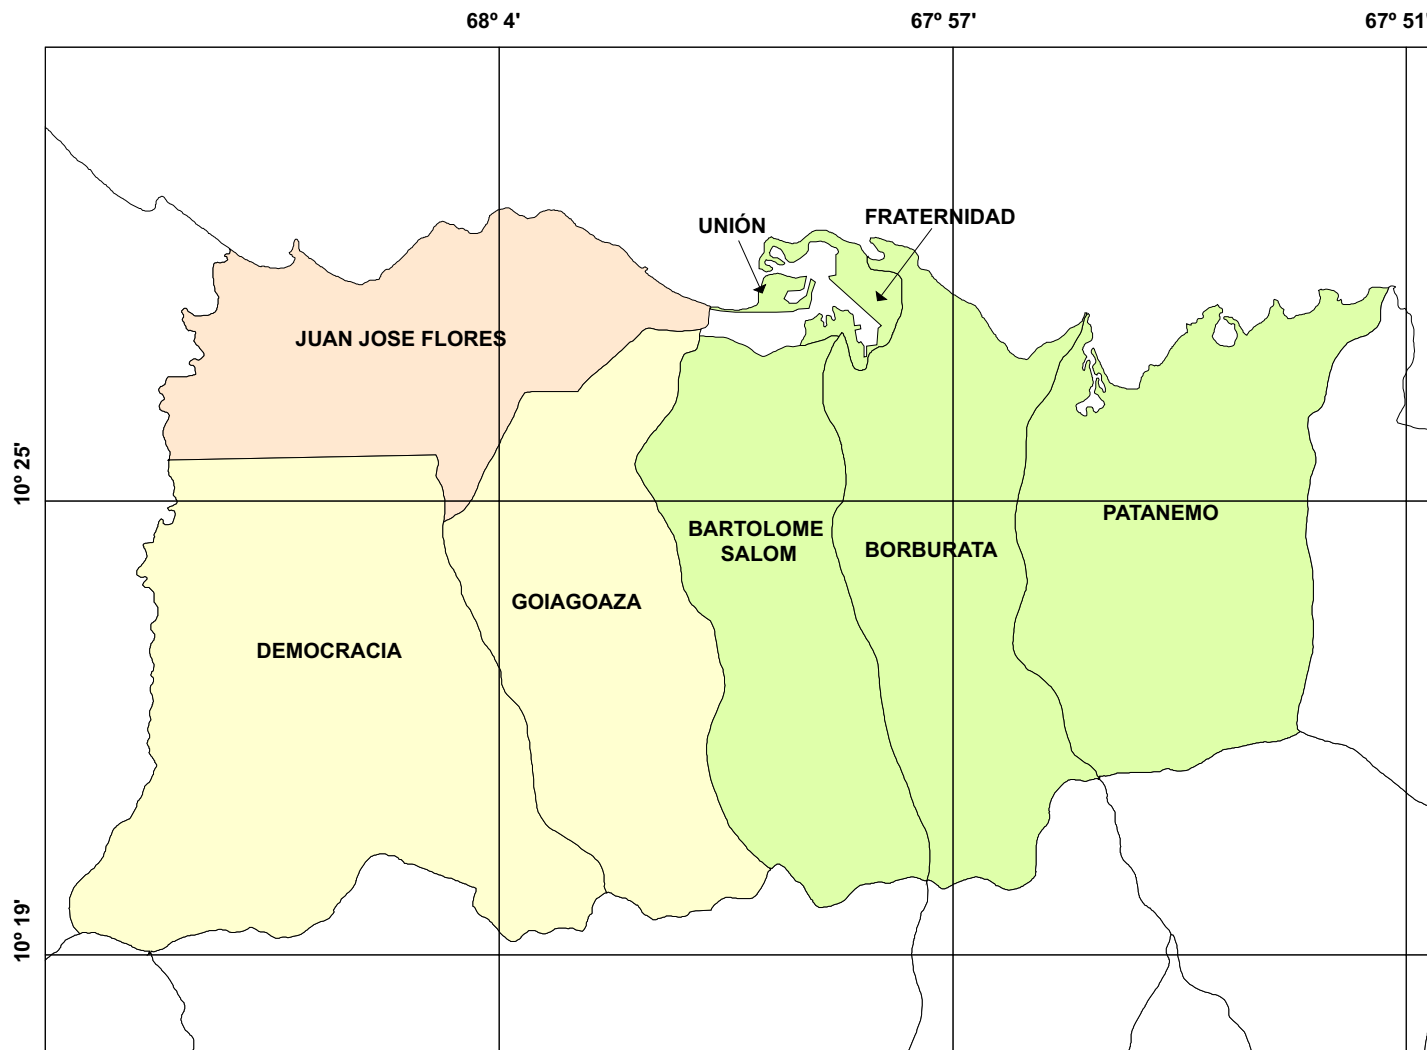 68º 4'
67º 57'
67º 51'
UNIÓN
FRATERNIDAD
JUAN JOSE FLORES
10º 25'
BARTOLOME
SALOM
BORBURATA
PATANEMO
GOIAGOAZA
DEMOCRACIA
10º 19'